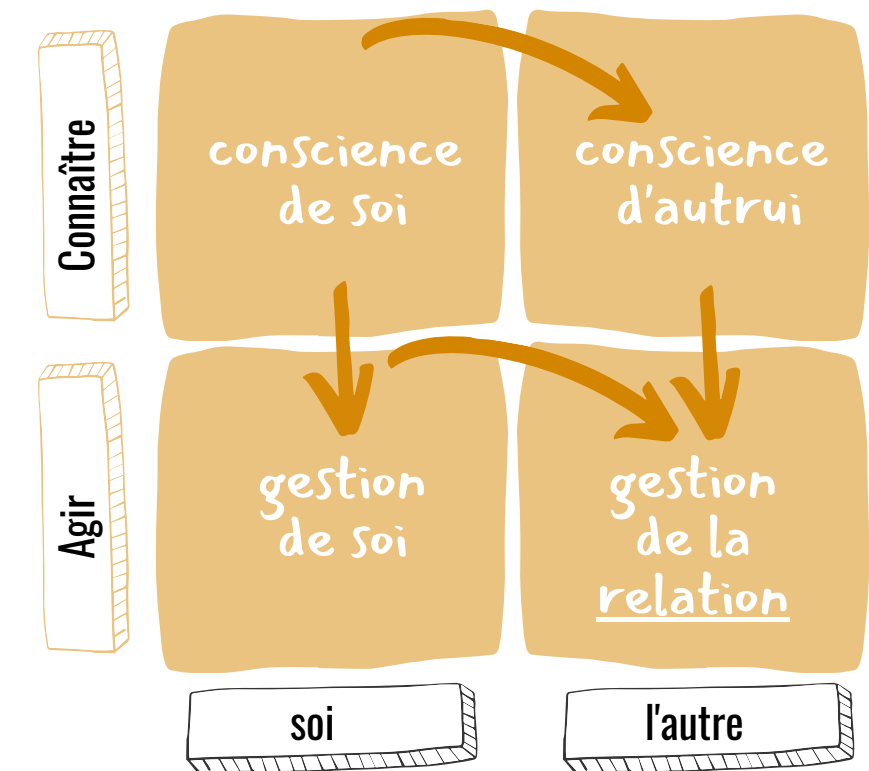 Connaître
conscience
de soi
conscience
d'autrui
Agir
gestion
de soi
gestion
de la
relation
soi
l'autre